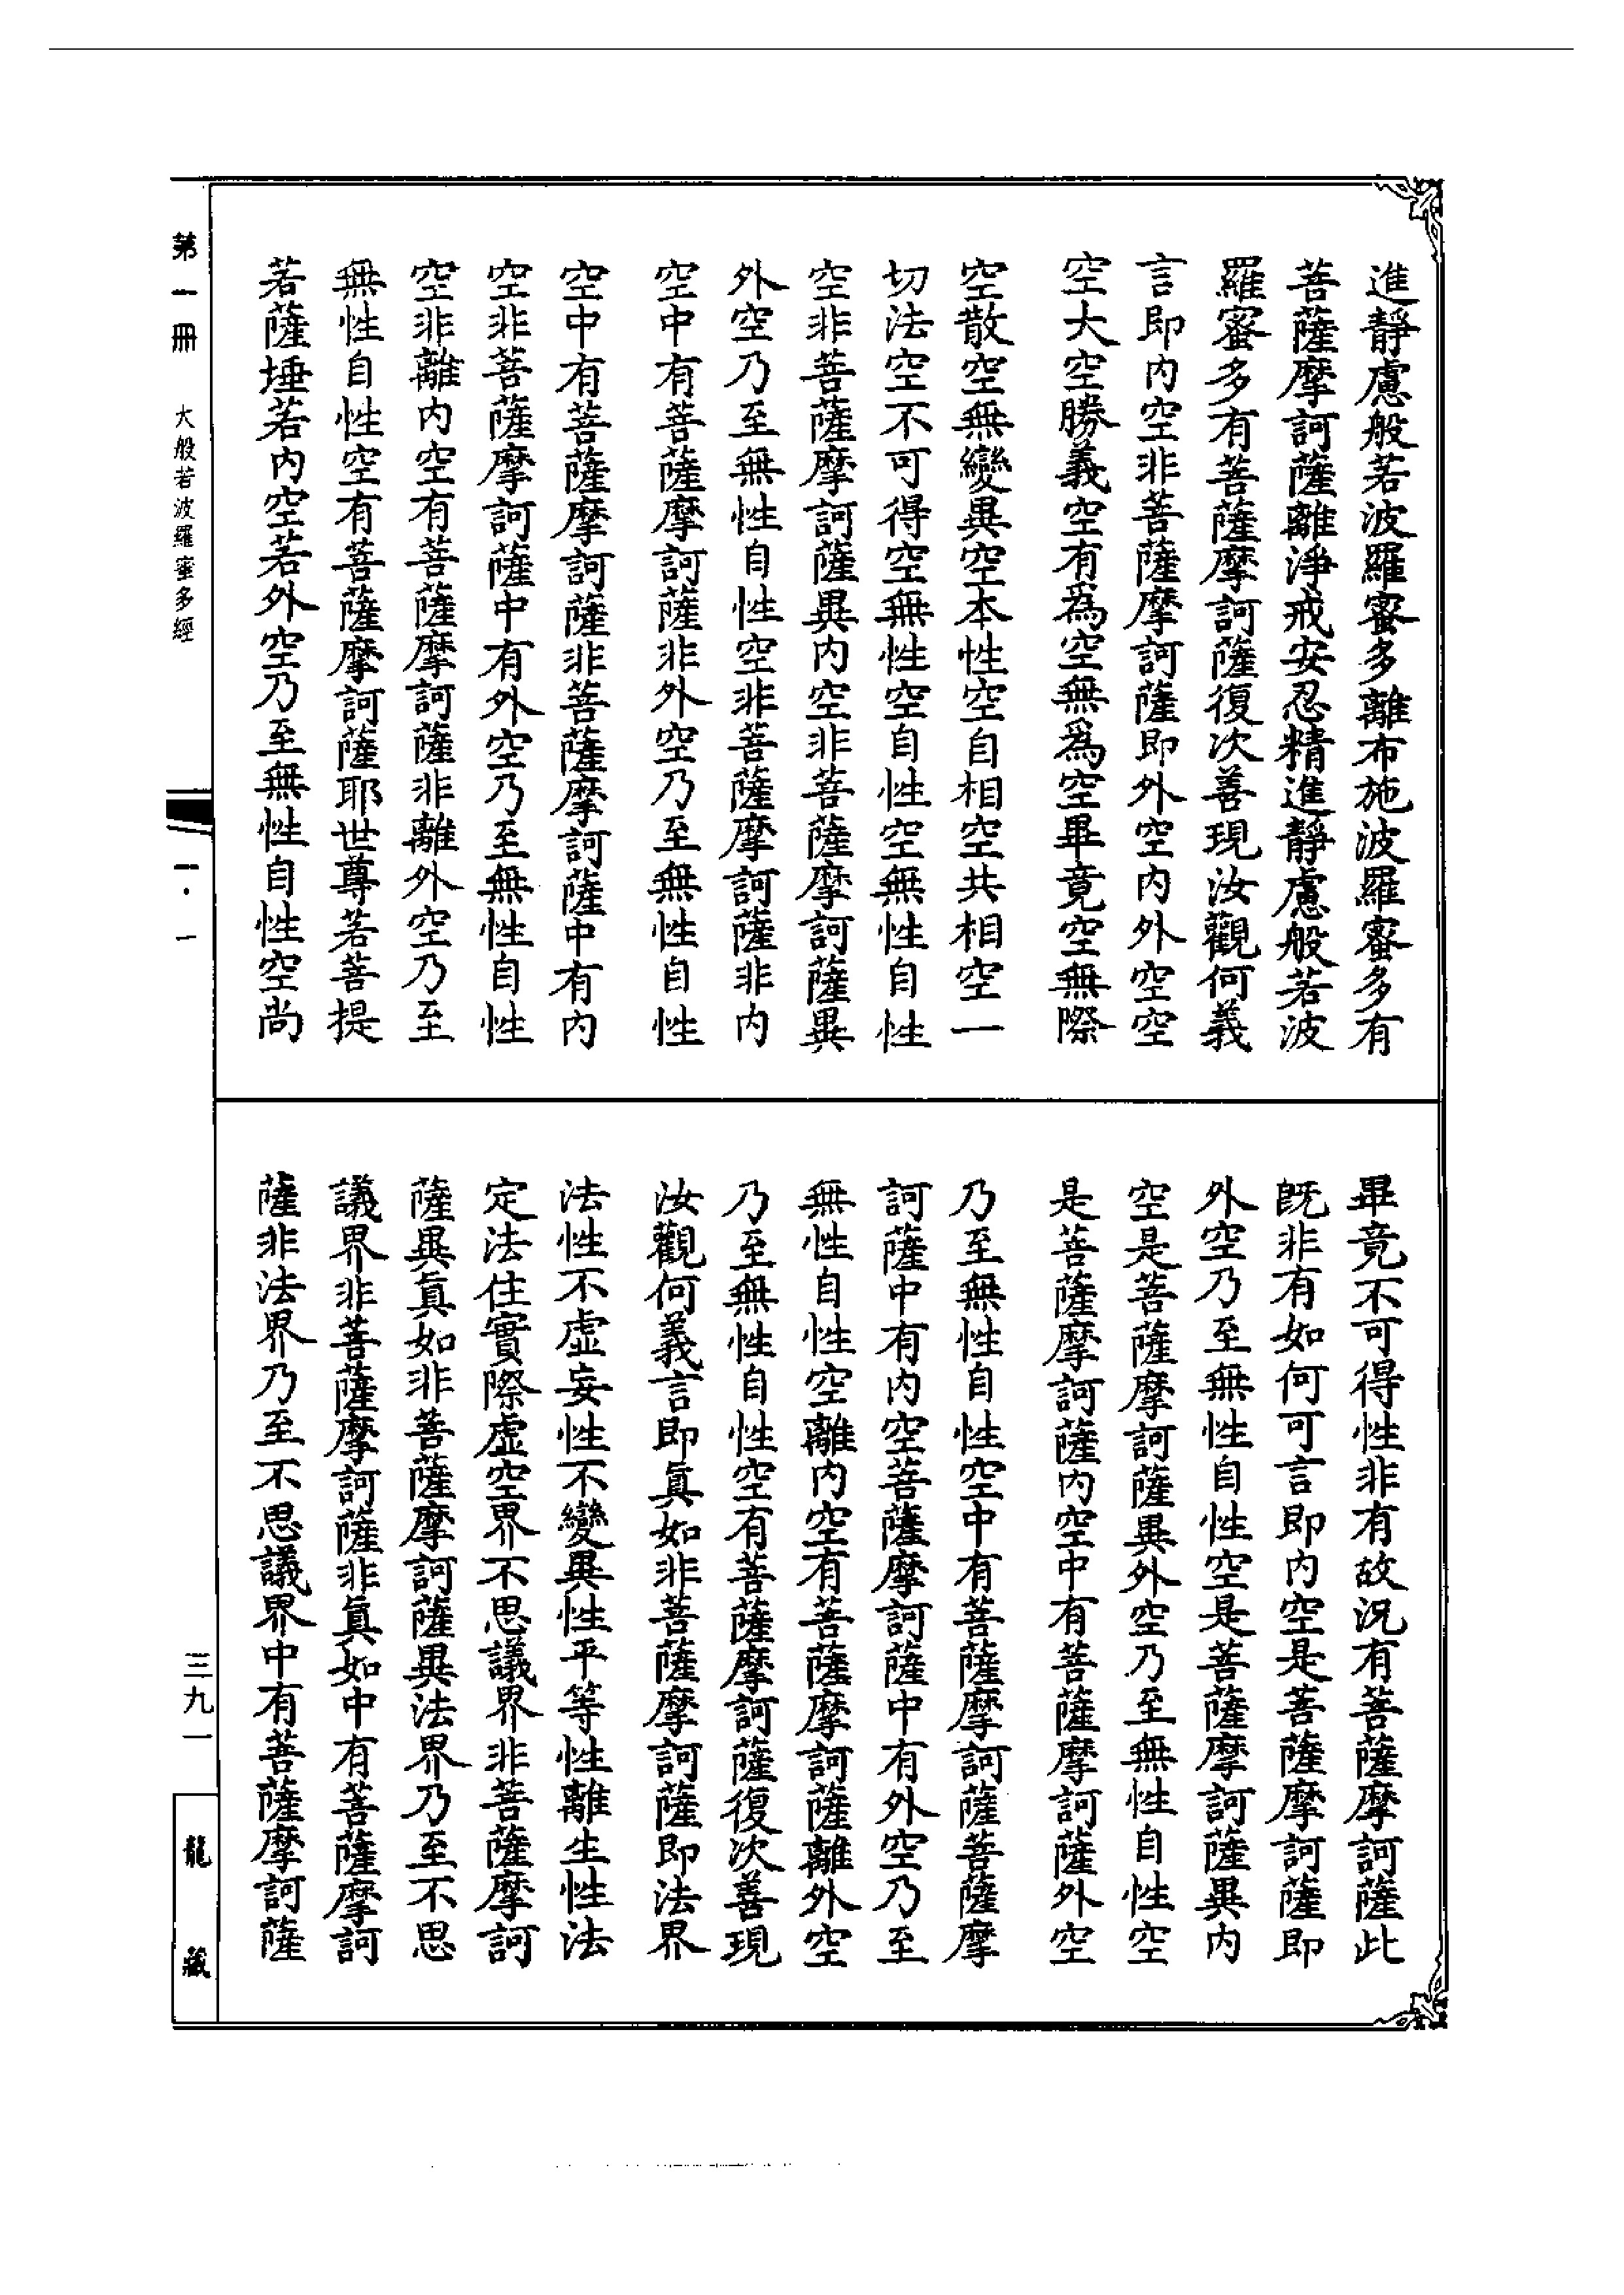 進靜慮般若波羅蜜多離布施波羅蜜多有
菩薩摩訶薩離淨戒安忍精進靜慮般若波
羅蜜多有菩薩摩訶薩復次善現汝觀何義
言即內空非菩薩摩訶薩即外空內外空空
空大空勝義空有爲空無爲空畢竟空無際
空散空無變異空本性空自相空共相空一
切法空不可得空無性空自性空無性自性
空非菩薩摩訶薩異內空非菩薩摩訶薩異
外空乃至無性自性空非菩薩摩訶薩非內
空中有菩薩摩訶薩非外空乃至無性自性
空中有菩薩摩訶薩非菩薩摩訶薩中有內
空非菩薩摩訶薩中有外空乃至無性自性
空非離內空有菩薩摩訶薩非離外空乃至
無性自性空有菩薩摩訶薩耶世尊若菩提
若薩埵若內空若外空乃至無性自性空尚
畢竟不可得性非有故況有菩薩摩訶薩此
旣非有如何可言即內空是菩薩摩訶薩即
外空乃至無性自性空是菩薩摩訶薩異內
空是菩薩摩訶薩異外空乃至無性自性空
是菩薩摩訶薩內空中有菩薩摩訶薩外空
乃至無性自性空中有菩薩摩訶薩菩薩摩
訶薩中有內空菩薩摩訶薩中有外空乃至
無性自性空離內空有菩薩摩訶薩離外空
乃至無性自性空有菩薩摩訶薩復次善現
汝觀何義言即眞如非菩薩摩訶薩即法界
法性不虛妄性不變異性平等性離生性法
定法住實際虛空界不思議界非菩薩摩訶
薩異眞如非菩薩摩訶薩異法界乃至不思
議界非菩薩摩訶薩非眞如中有菩薩摩訶
薩非法界乃至不思議界中有菩薩摩訶薩
第一冊　大般若波羅蜜多經
一·一
三九一
龍藏